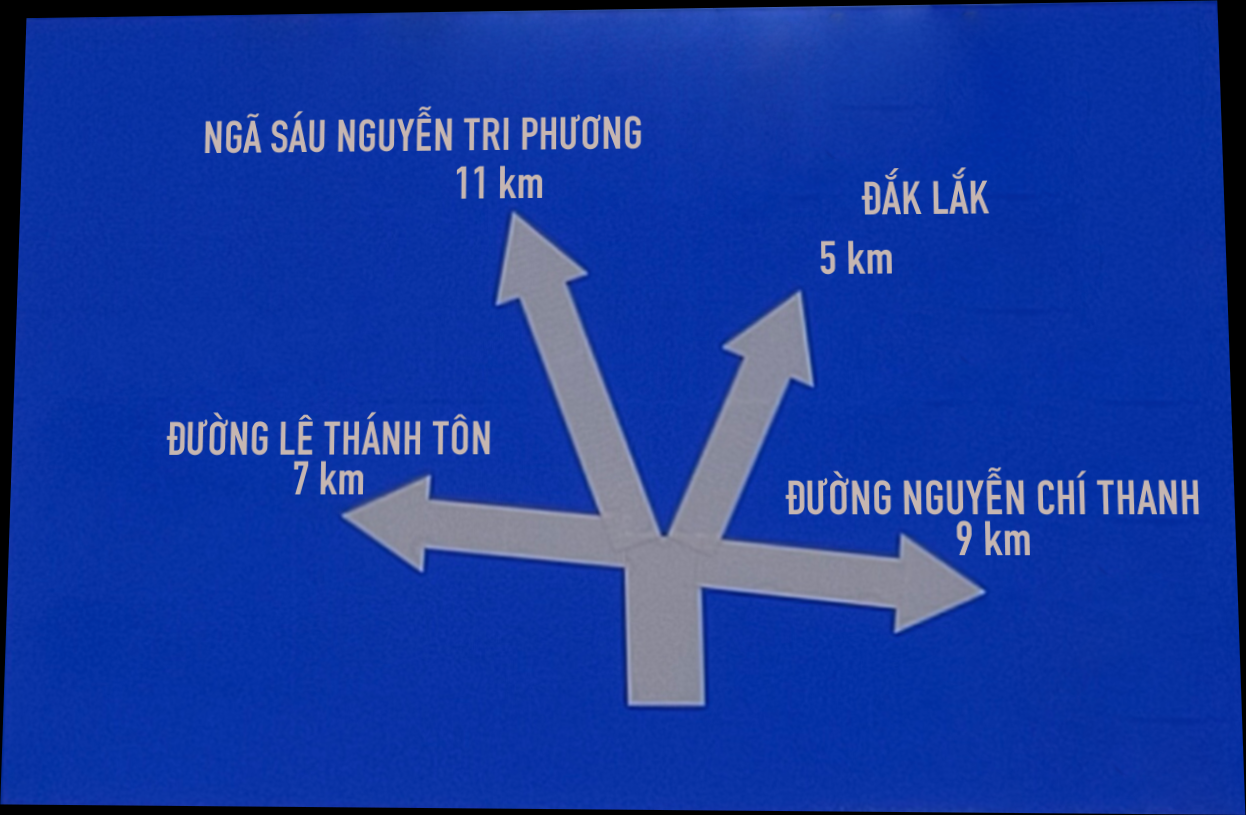 NGÃ SÁU NGUYỄN TRI PHƯƠNG
11 km
ĐẮK LẮK
5 km
ĐƯỜNG LÊ THÁNH TÔN
7 km
ĐƯỜNG NGUYỄN CHÍ THANH
9 km